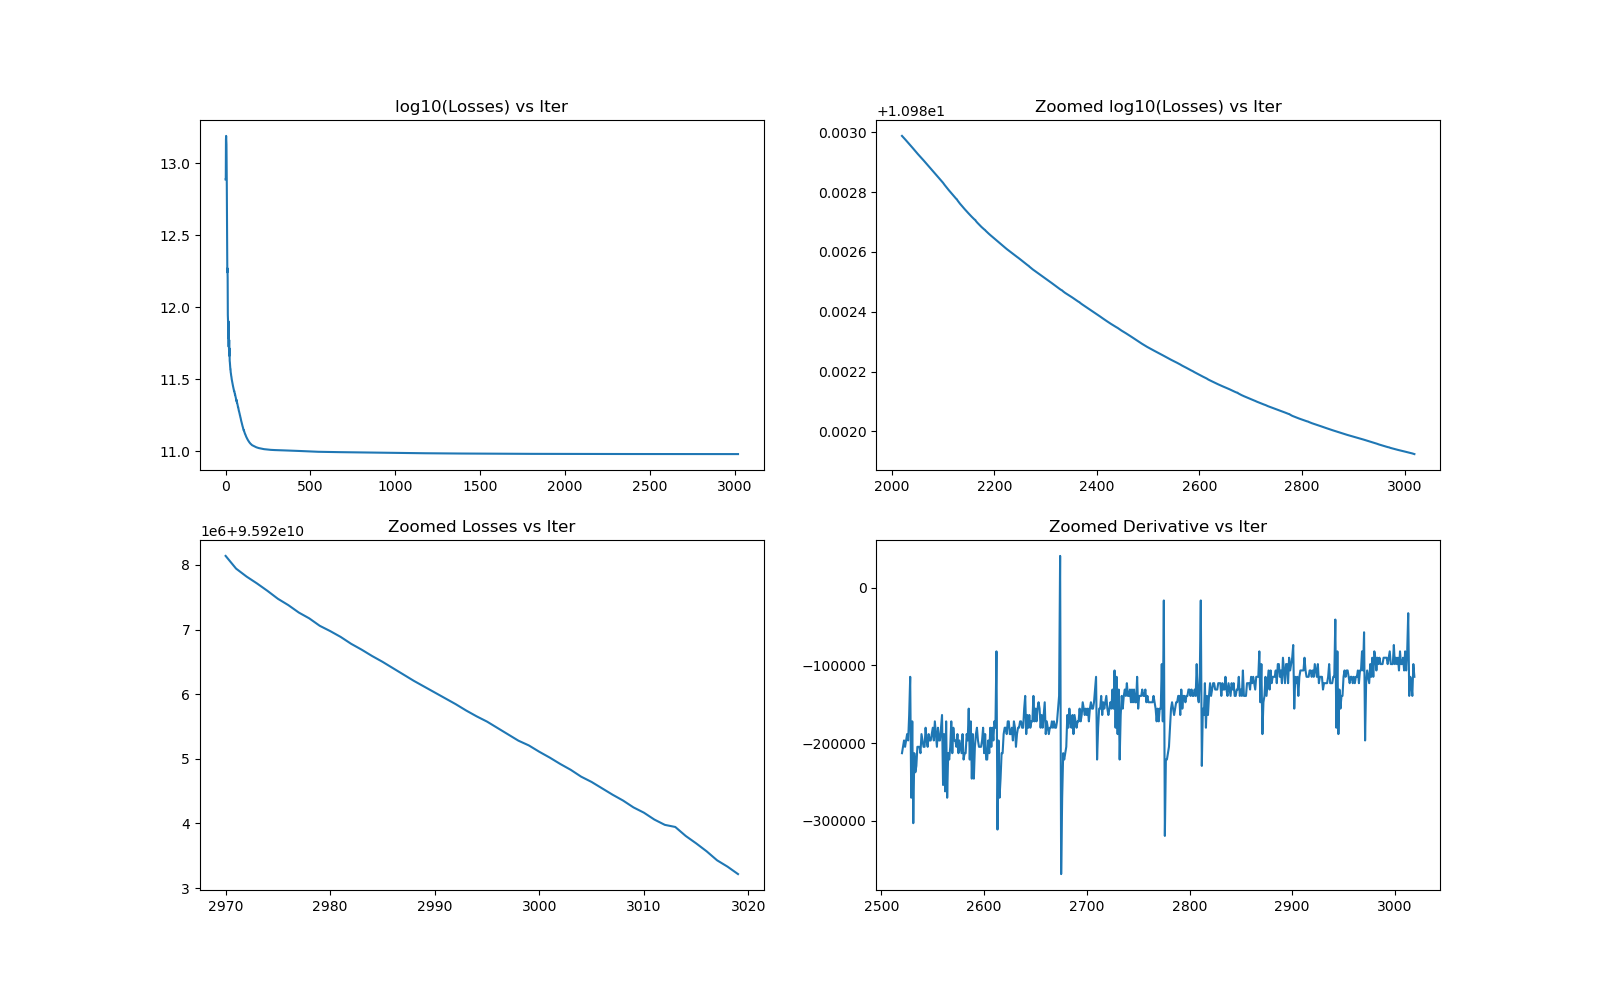 log10(Losses) vs Iter
13.0
12.5
12.0
11.5
11.0
0 500 1000 1500 2000 2500 3000
Zoomed log10(Losses) vs Iter
+1.098e1
0.0030
0.0028
0.0026
0.0024
0.0022
0.0020
2000 2200 2400 2600 2800 3000
Zoomed Losses vs Iter
1e6+9.592e10
8
7
6
5
4
3
2970 2980 2990 3000 3010 3020
Zoomed Derivative vs Iter
0
−100000
−200000
−300000
2500 2600 2700 2800 2900 3000